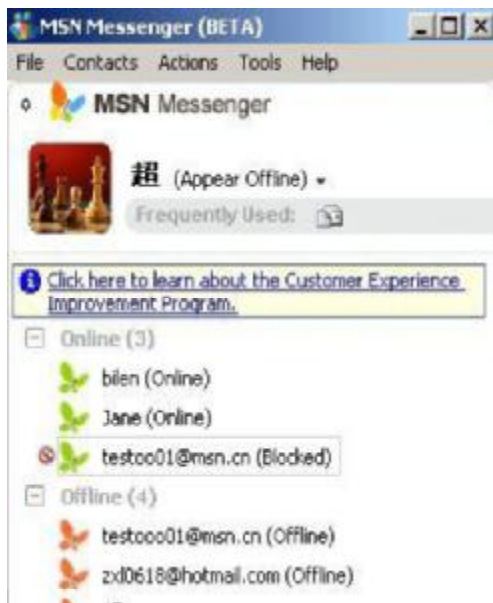 MSN Messenger (BETA)
File Contacts Actions Tools Help
MSN Messenger
超 (Appear Offline)
Frequently Used:
Click here to learn about the Customer Experience
Improvement Program.
Online (3)
bilen (Online)
Jane (Online)
testoo01@msn.cn (Blocked)
Offline (4)
testooo01@msn.cn (Offline)
zxl0618@hotmail.com (Offline)